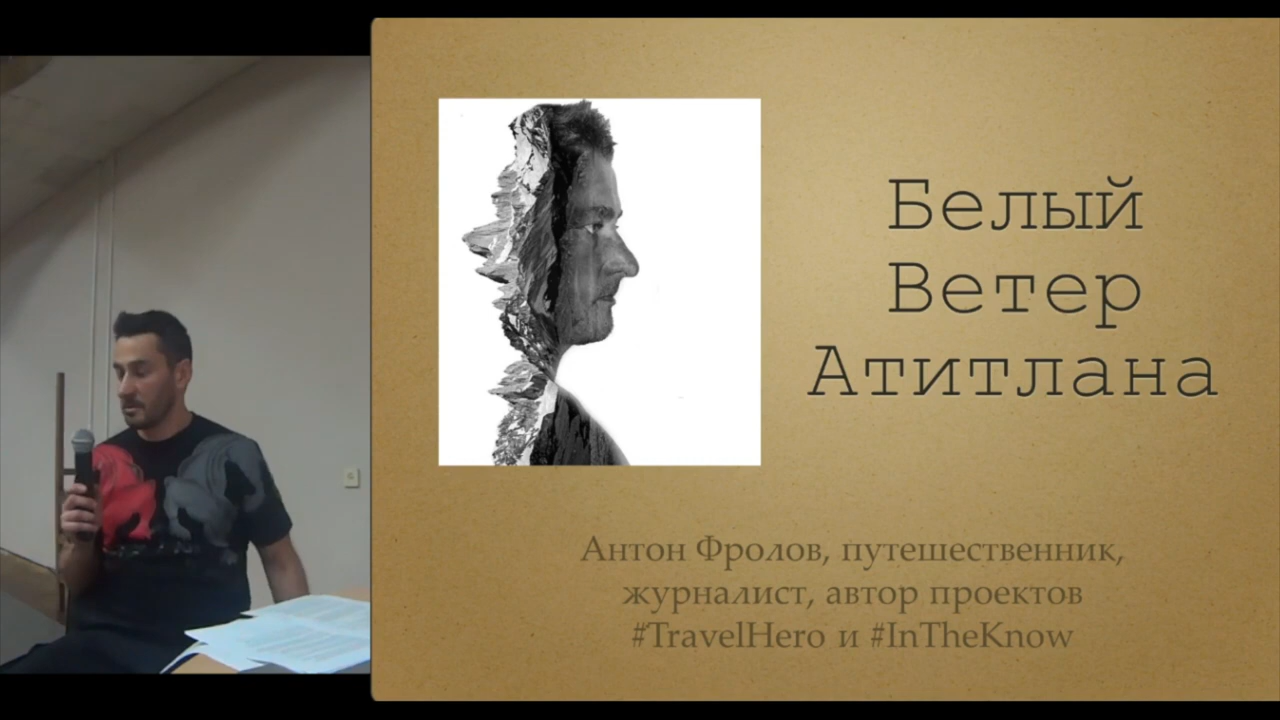 Белый
Ветер
Атитлана
Антон Фролов, путешественник,
журналист, автор проектов
#TravelHero и #InTheKnow